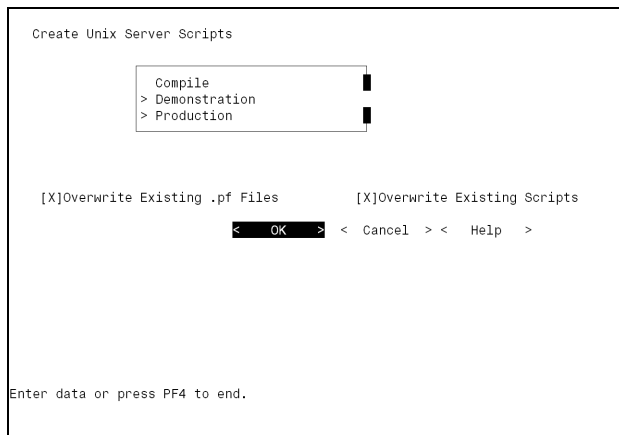 Create Unix Server Scripts
Compile
> Demonstration
> Production
[X]Overwrite Existing .pf Files [X]Overwrite Existing Scripts
< OK > < Cancel > < Help >
Enter data or press PF4 to end.